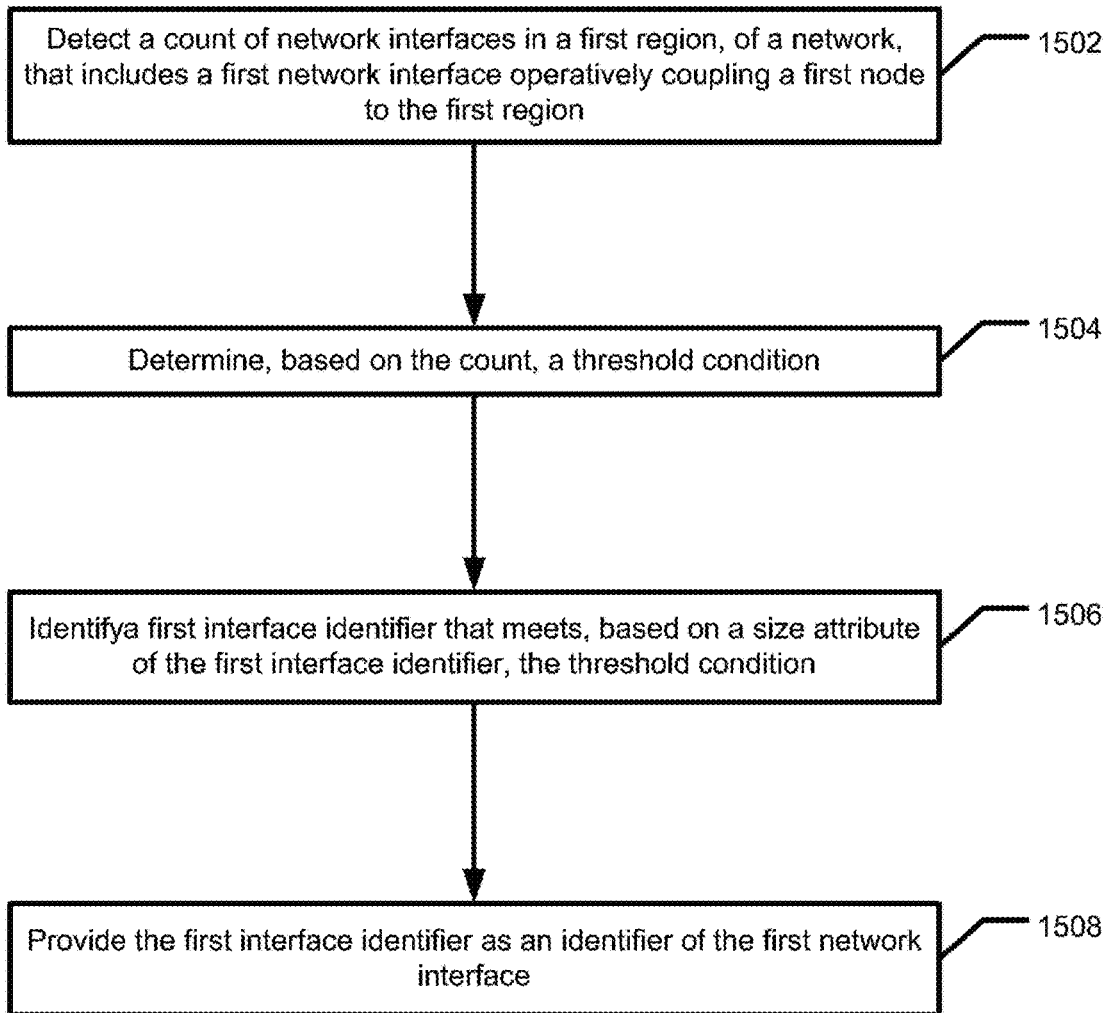 Detect a count of network interfaces in a first region, of a network,
that includes a first network interface operatively coupling a first node
to the first region
1502
Determine, based on the count, a threshold condition
1504
Identifya first interface identifier that meets, based on a size attribute
of the first interface identifier, the threshold condition
1506
Provide the first interface identifier as an identifier of the first network
interface
1508